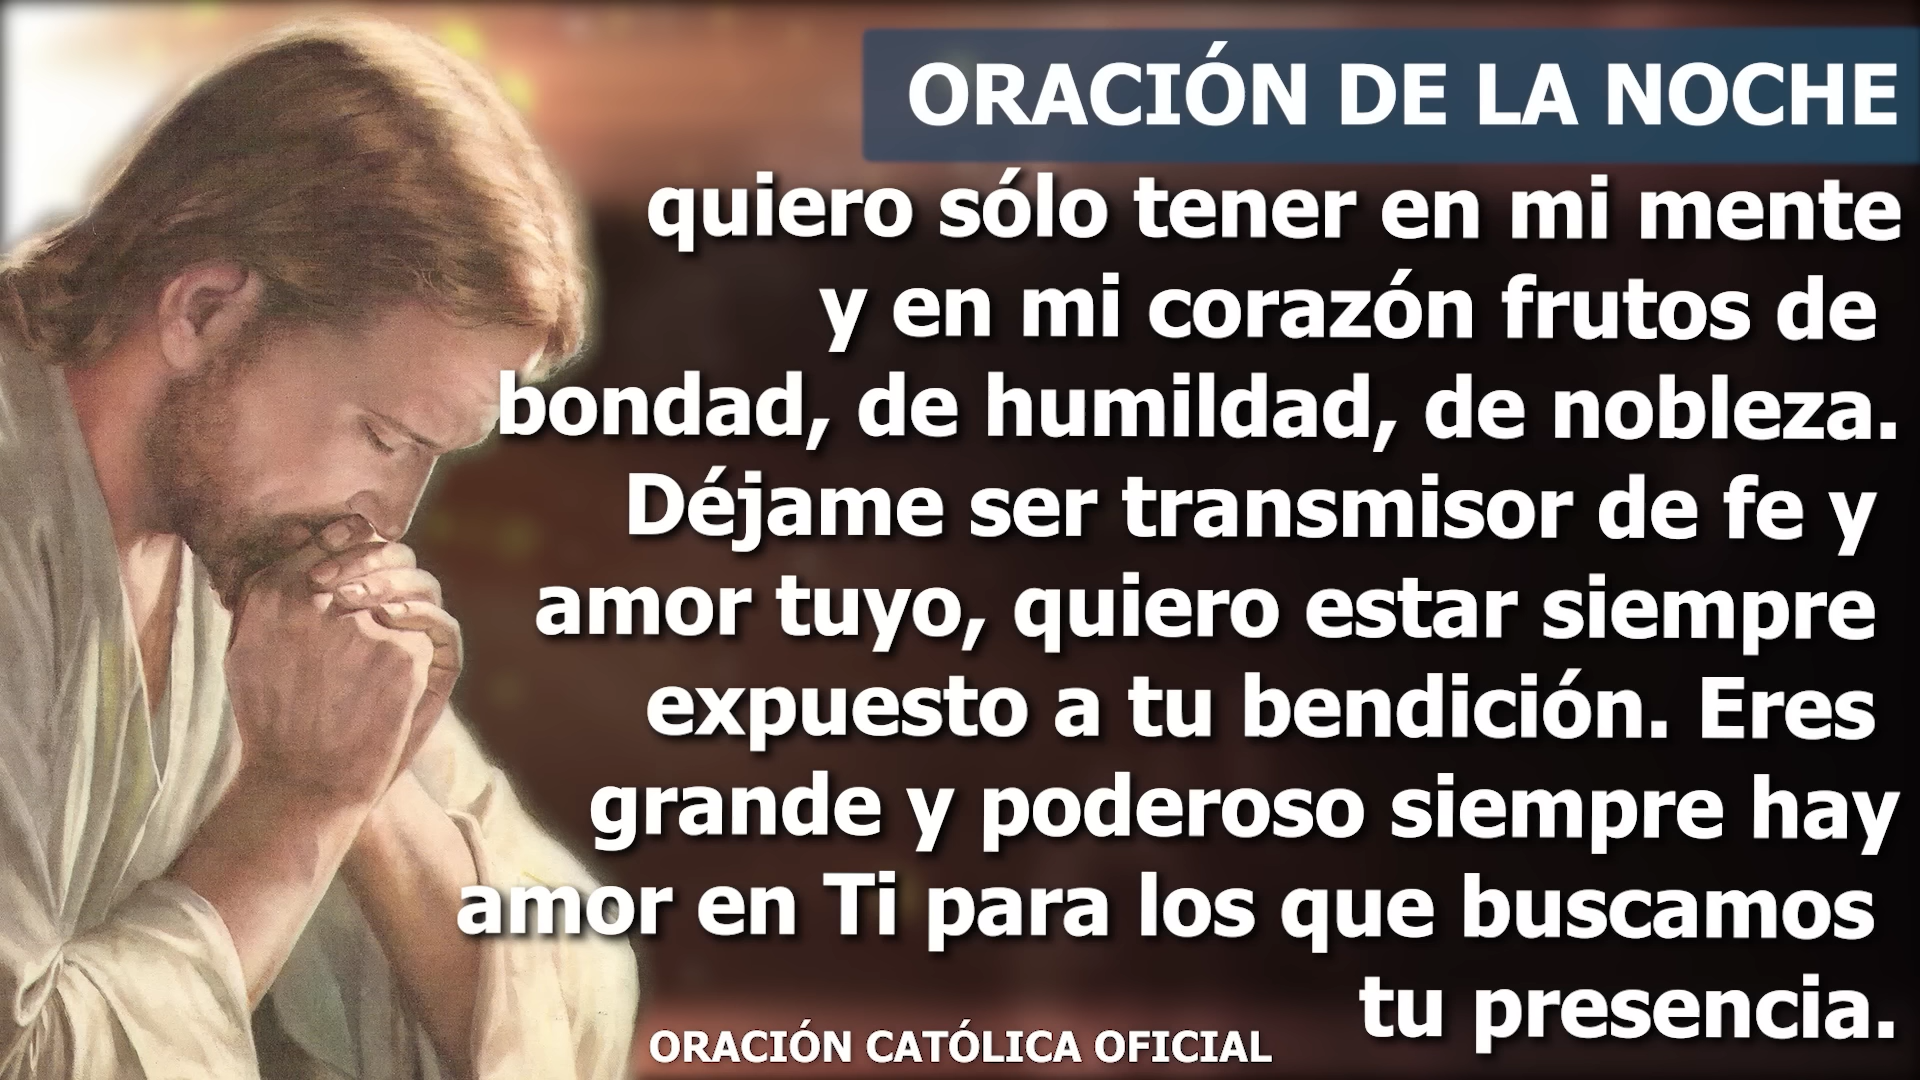 ORACIÓN DE LA NOCHE
quiero sólo tener en mi mente
y en mi corazón frutos de
bondad, de humildad, de nobleza.
Déjame ser transmisor de fe y
amor tuyo, quiero estar siempre
expuesto a tu bendición. Eres
grande y poderoso siempre hay
amor en Ti para los que buscamos
tu presencia.
ORACIÓN CATÓLICA OFICIAL